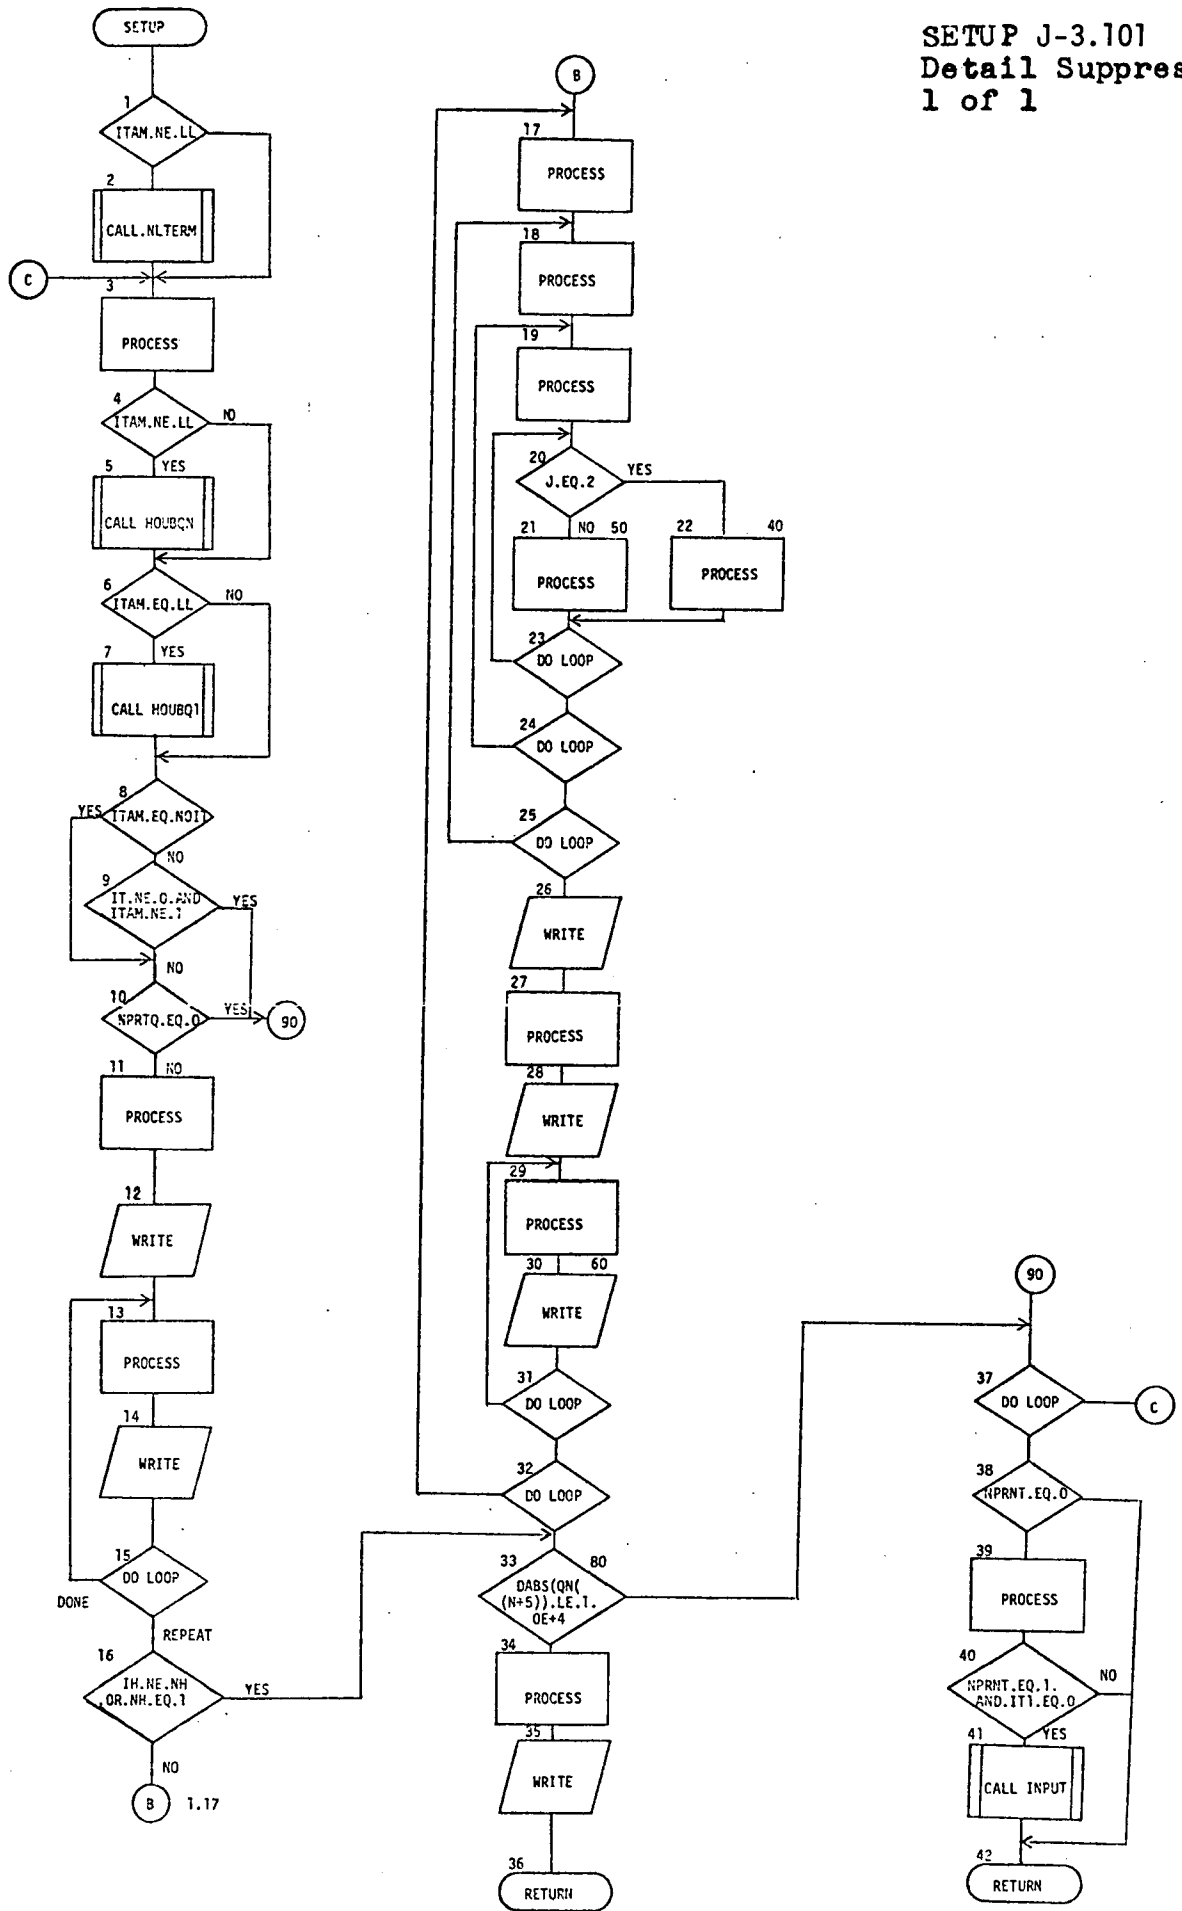 SETUP J-3.101
Detail Suppres
1 of 1
SETUP
1
ITAM.NE.LL
2
CALL.NLTERM
C
3
PROCESS
4
ITAM.NE.LL
NO
YES
5
CALL HOUBQN
6
ITAM.EQ.LL
NO
YES
7
CALL HOUBQ1
8
YES
ITAM.EQ.NOIT
NO
9
IT.NE.0.AND
ITAM.NE.1
YES
NO
10
NPRTQ.EQ.0
YES
90
NO
11
PROCESS
12
WRITE
13
PROCESS
14
WRITE
15
DO LOOP
DONE
REPEAT
16
IH.NE.NH
.OR.NH.EQ.1
YES
NO
B 1.17
B
17
PROCESS
18
PROCESS
19
PROCESS
20
J.EQ.2
YES
21 NO 50
PROCESS
22 40
PROCESS
23
DO LOOP
24
DO LOOP
25
DO LOOP
26
WRITE
27
PROCESS
28
WRITE
29
PROCESS
30 60
WRITE
31
DO LOOP
32
DO LOOP
33 80
DABS(QN(
(N+5)).LE.1.
0E+4
34
PROCESS
35
WRITE
36
RETURN
90
37
DO LOOP
C
38
NPRNT.EQ.0
39
PROCESS
40
NPRNT.EQ.1.
AND.IT1.EQ.0
NO
YES
41
CALL INPUT
42
RETURN